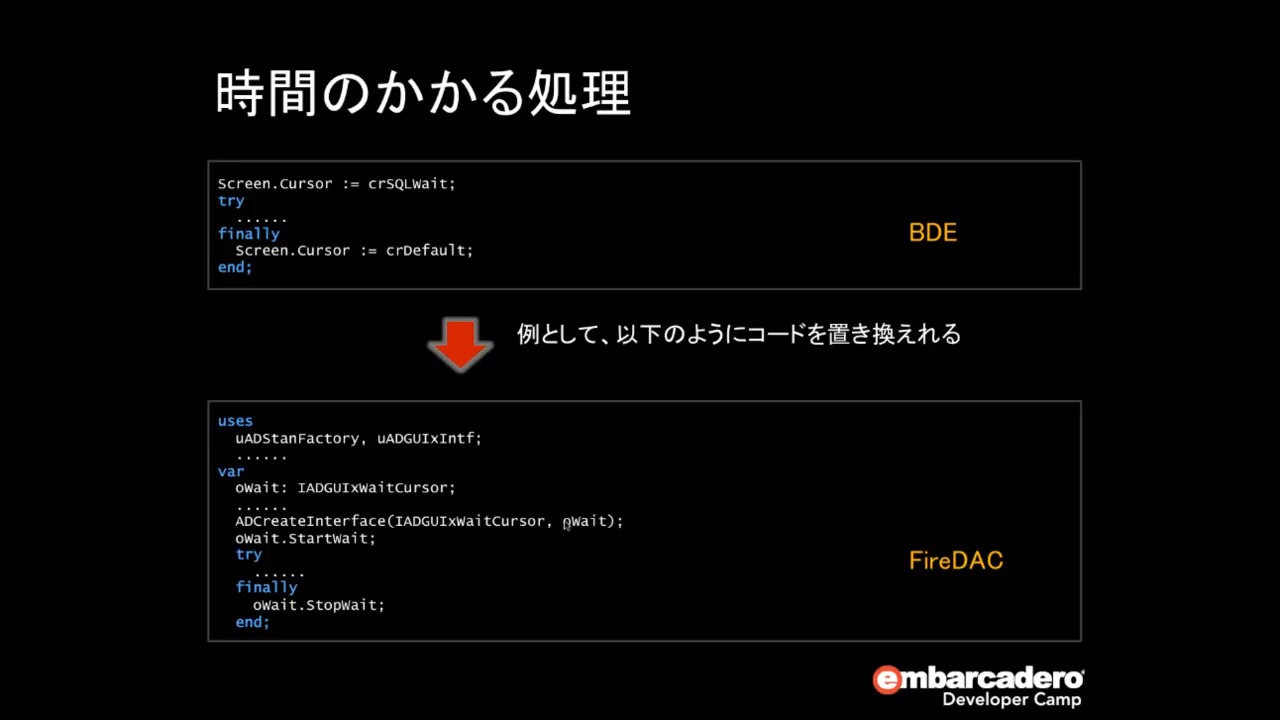 時間のかかる処理
Screen.Cursor := crSQLWait;
try
......
finally
Screen.Cursor := crDefault;
end;
BDE
例として、以下のようにコードを置き換えれる
uses
uADStanFactory, uADGUIxIntf;
......
var
oWait: IADGUIxWaitCursor;
......
ADCreateInterface(IADGUIxWaitCursor, oWait);
oWait.StartWait;
try
......
finally
oWait.StopWait;
end;
FireDAC
embarcadero
Developer Camp